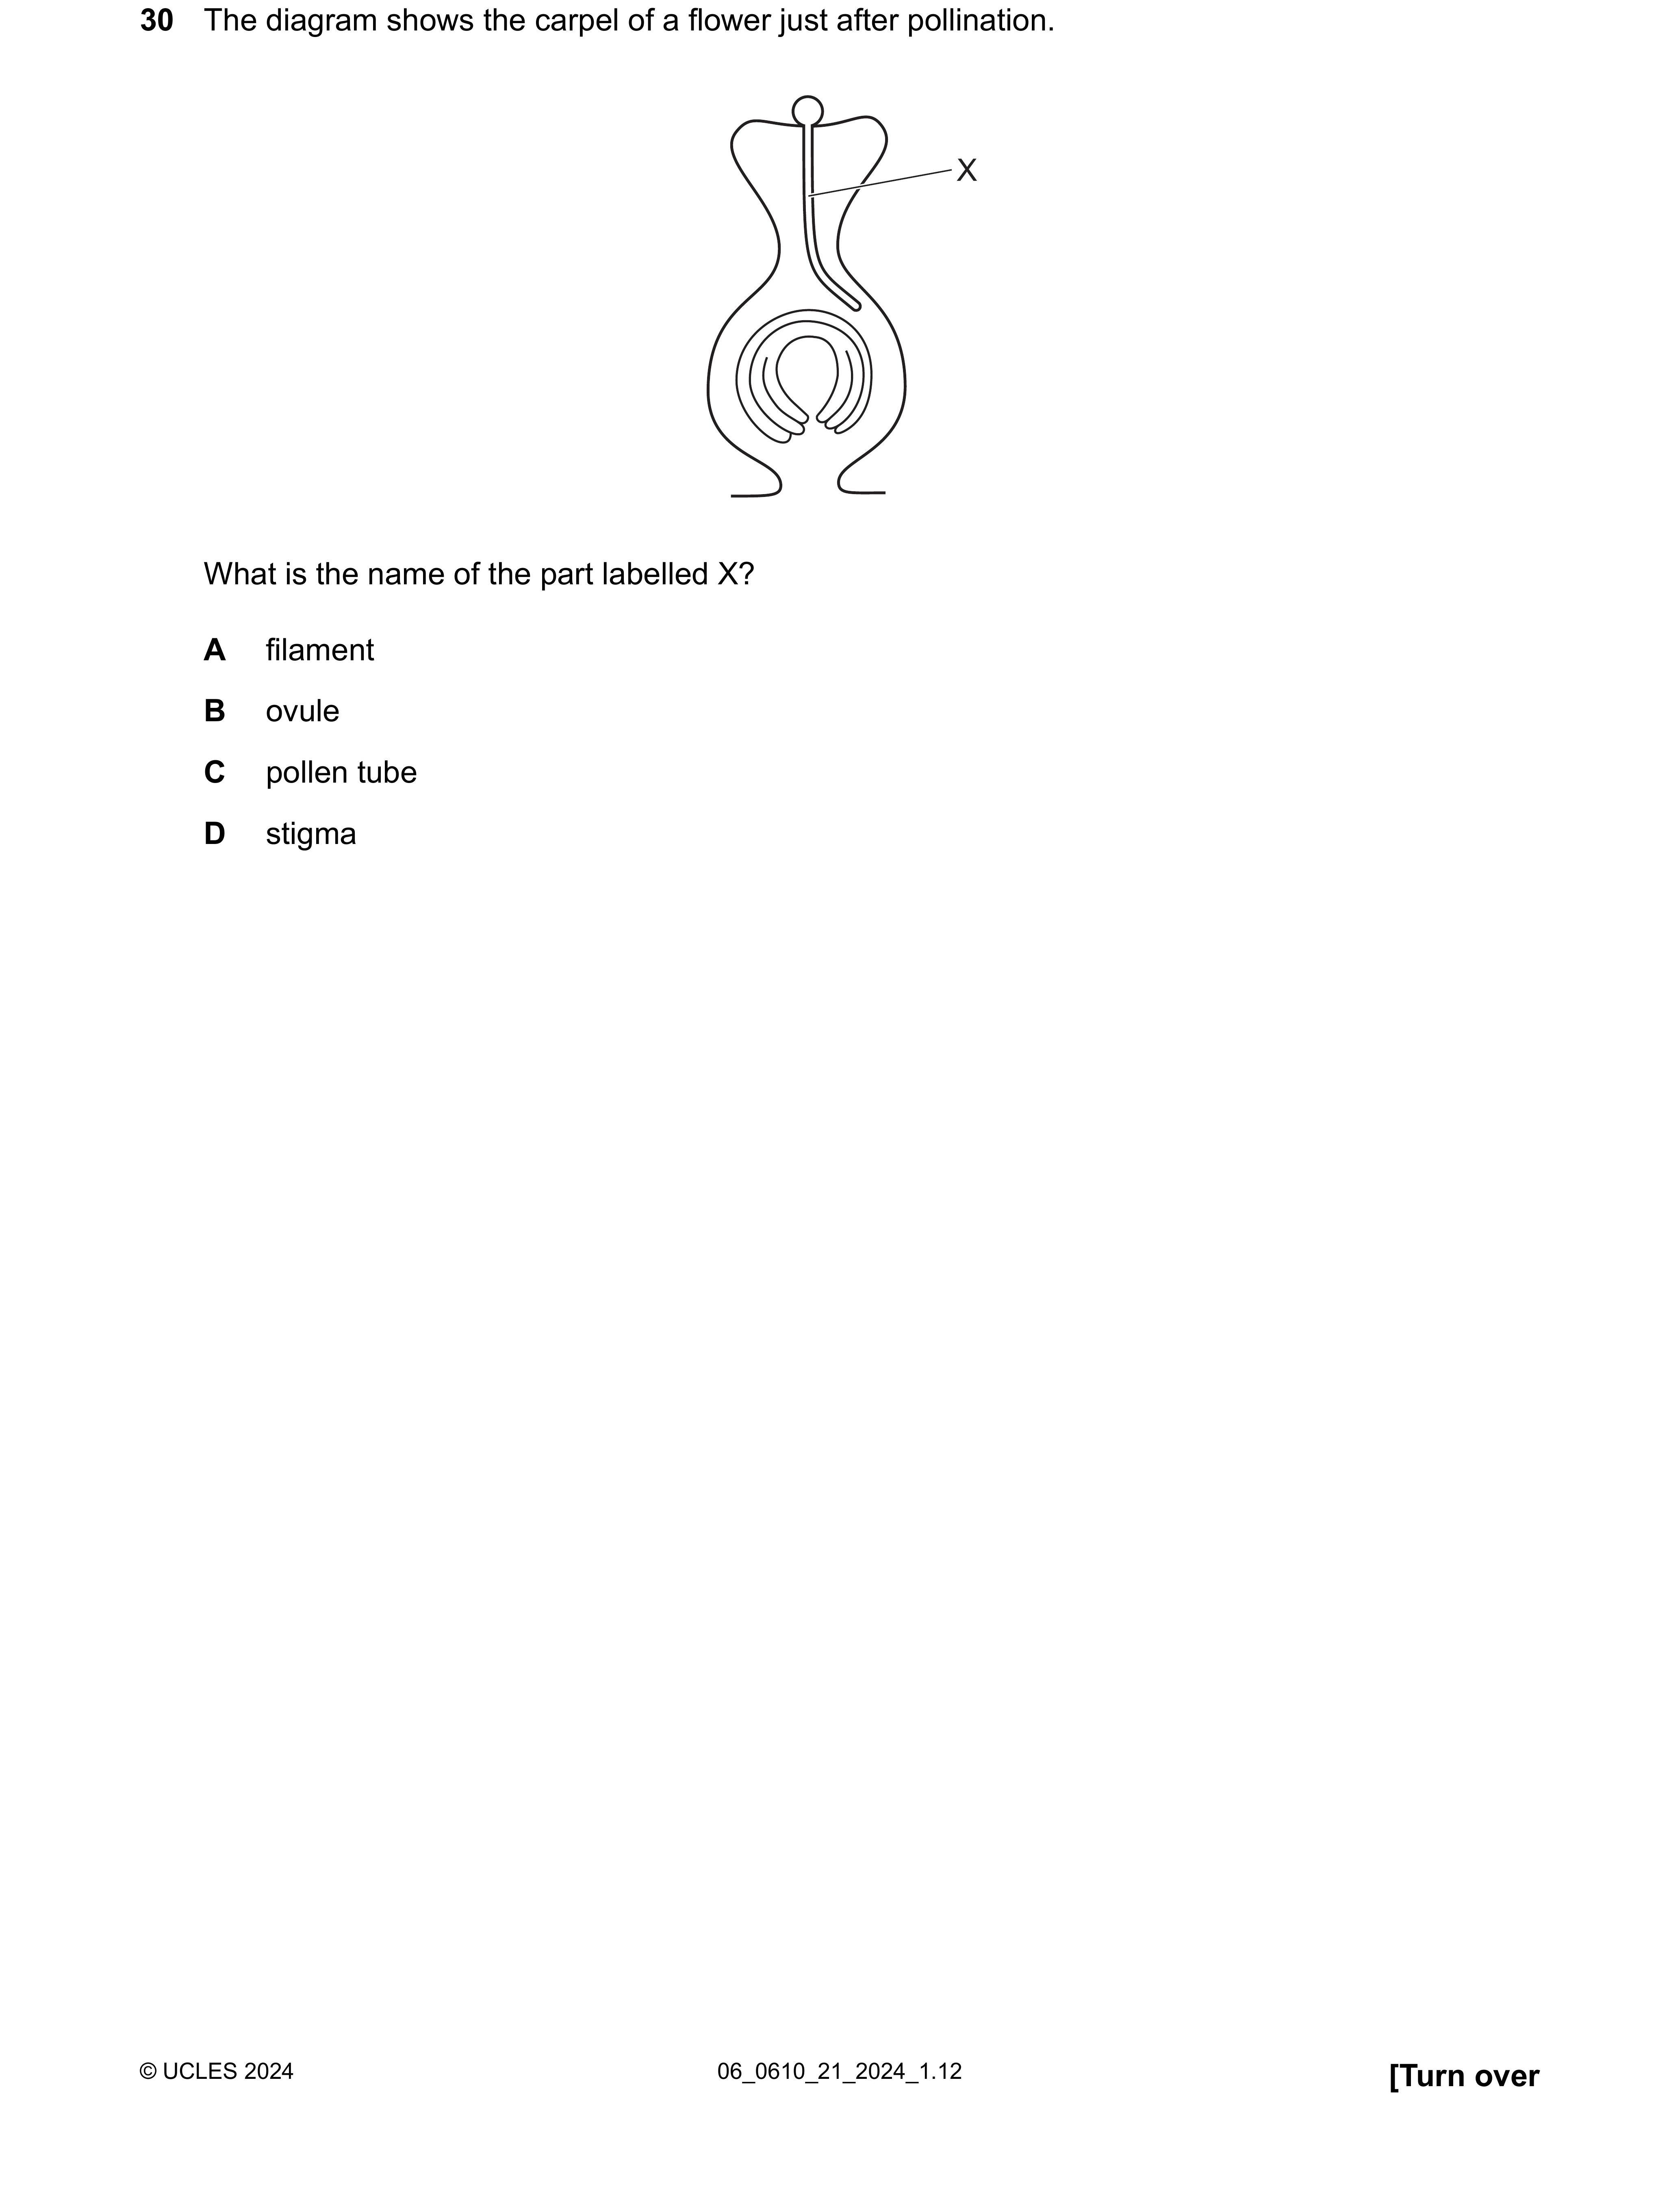 30 The diagram shows the carpel of a flower just after pollination.
X
What is the name of the part labelled X?
A filament
B ovule
C pollen tube
D stigma
© UCLES 2024 06_0610_21_2024_1.12 [Turn over